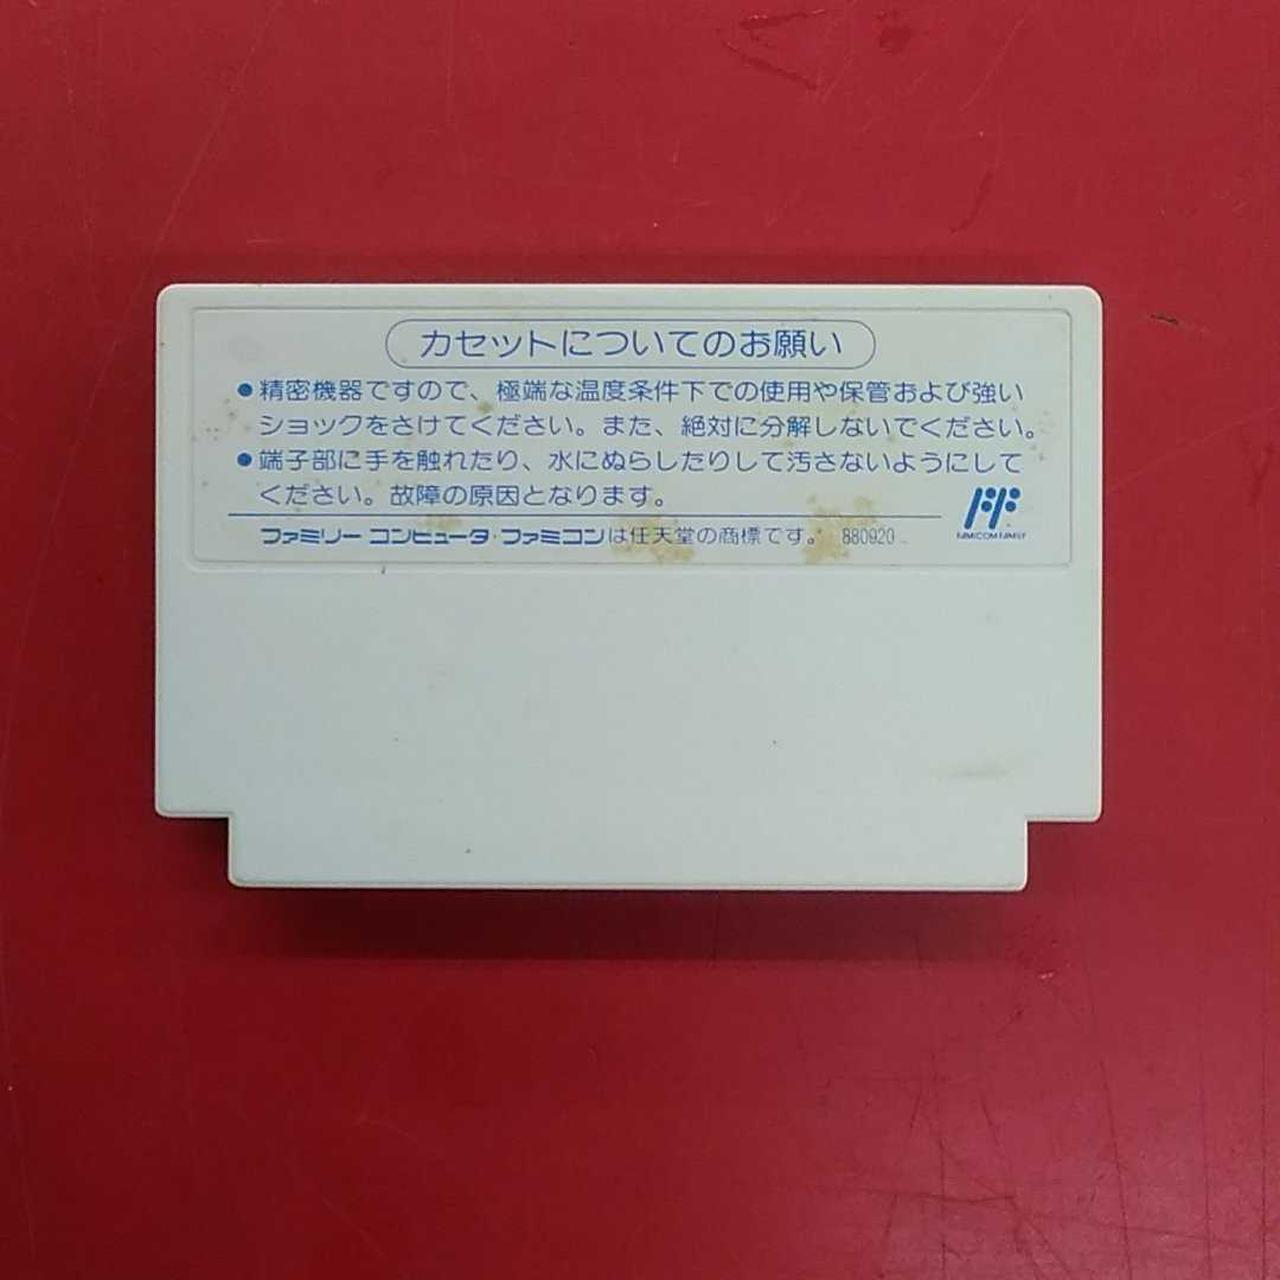 カセットについてのお願い
●精密機器ですので、極端な温度条件下での使用や保管および強い
ショックをさけてください。また、絶対に分解しないでください。
●端子部に手を触れたり、水にぬらしたりして汚さないようにして
ください。故障の原因となります。
ファミリーコンピュータ・ファミコンは任天堂の商標です。 880920
FAMICOM FAMILY